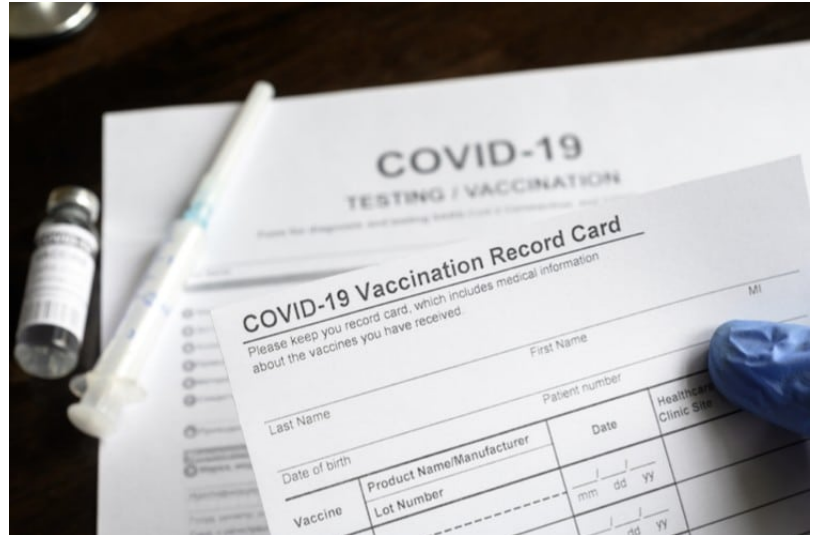 COVID-19
TESTING / VACCINATION
COVID-19 Vaccination Record Card
Please keep you record card, which includes medical information
about the vaccines you have received.
Last Name
First Name
MI
Date of birth
Patient number
Vaccine
Product Name/Manufacturer
Lot Number
Date
Healthcare
Clinic Site
mm dd yy
dd yy